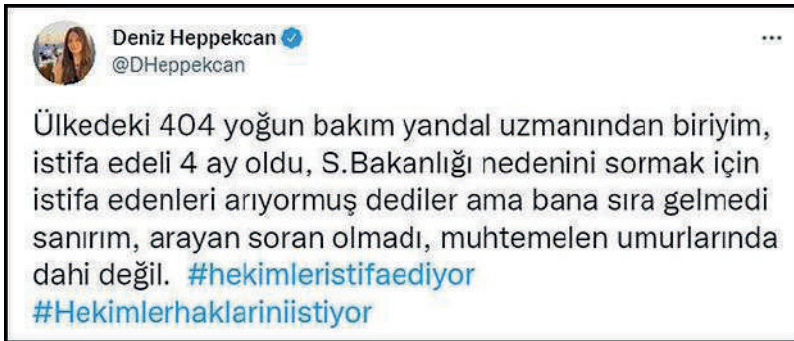 Deniz Heppekcan
@DHeppekcan
Ülkedeki 404 yoğun bakım yandal uzmanından biriyim,
istifa edeli 4 ay oldu, S.Bakanlığı nedenini sormak için
istifa edenleri arıyormuş dediler ama bana sıra gelmedi
sanırım, arayan soran olmadı, muhtemelen umurlarında
dahi değil. #hekimleristifaediyor
#Hekimlerhaklariniistiyor